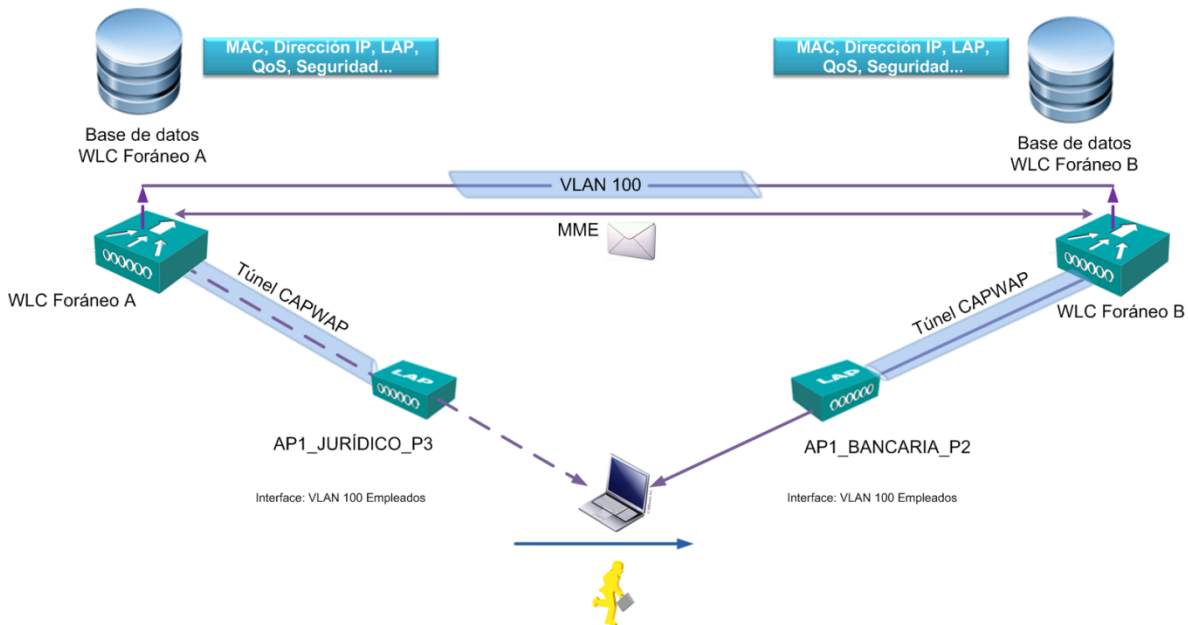 MAC, Dirección IP, LAP,
QoS, Seguridad...
MAC, Dirección IP, LAP,
QoS, Seguridad...
Base de datos
WLC Foráneo A
Base de datos
WLC Foráneo B
VLAN 100
MME
WLC Foráneo A
Túnel CAPWAP
Túnel CAPWAP
WLC Foráneo B
LAP
LAP
AP1_JURÍDICO_P3
AP1_BANCARIA_P2
Interface: VLAN 100 Empleados
Interface: VLAN 100 Empleados